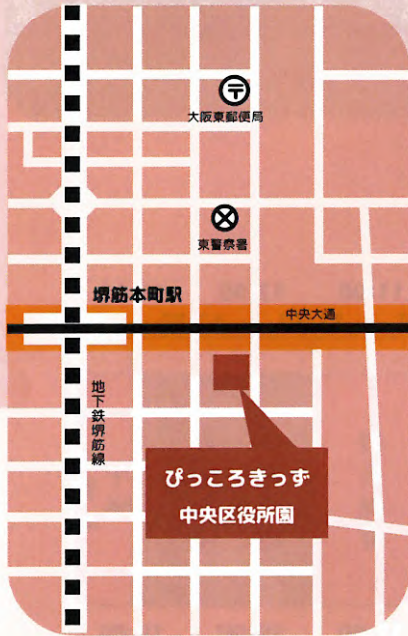 〒
大阪東郵便局
東警察署
堺筋本町駅
中央大通
地下鉄堺筋線
ぴっころきっず
中央区役所園